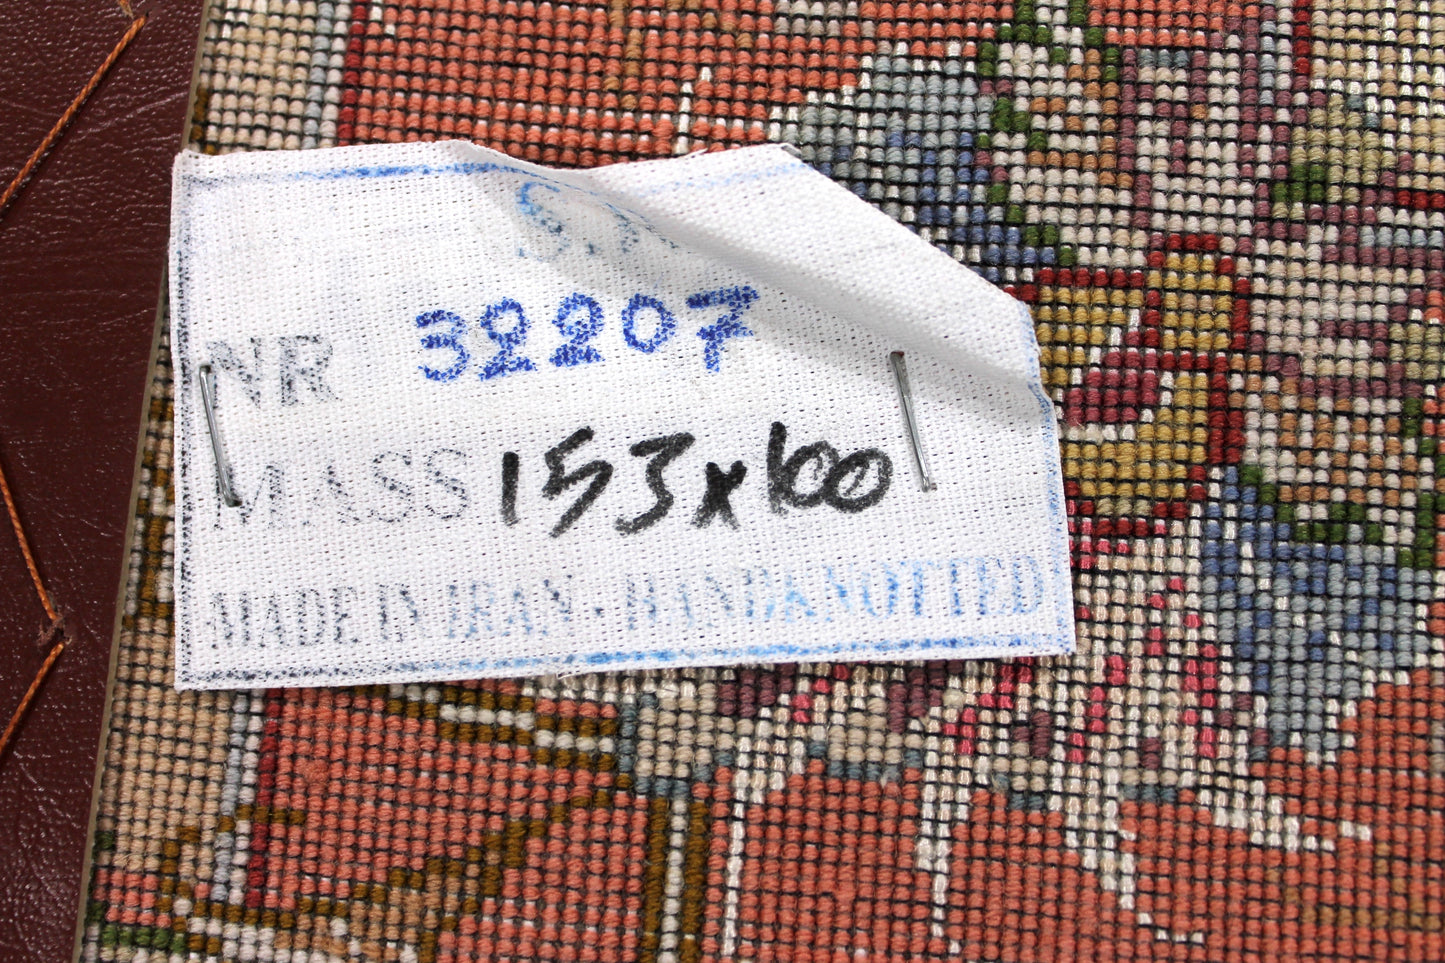 NR 32207
MASS 153x100
MADE IN IRAN. HANDKNOTTED